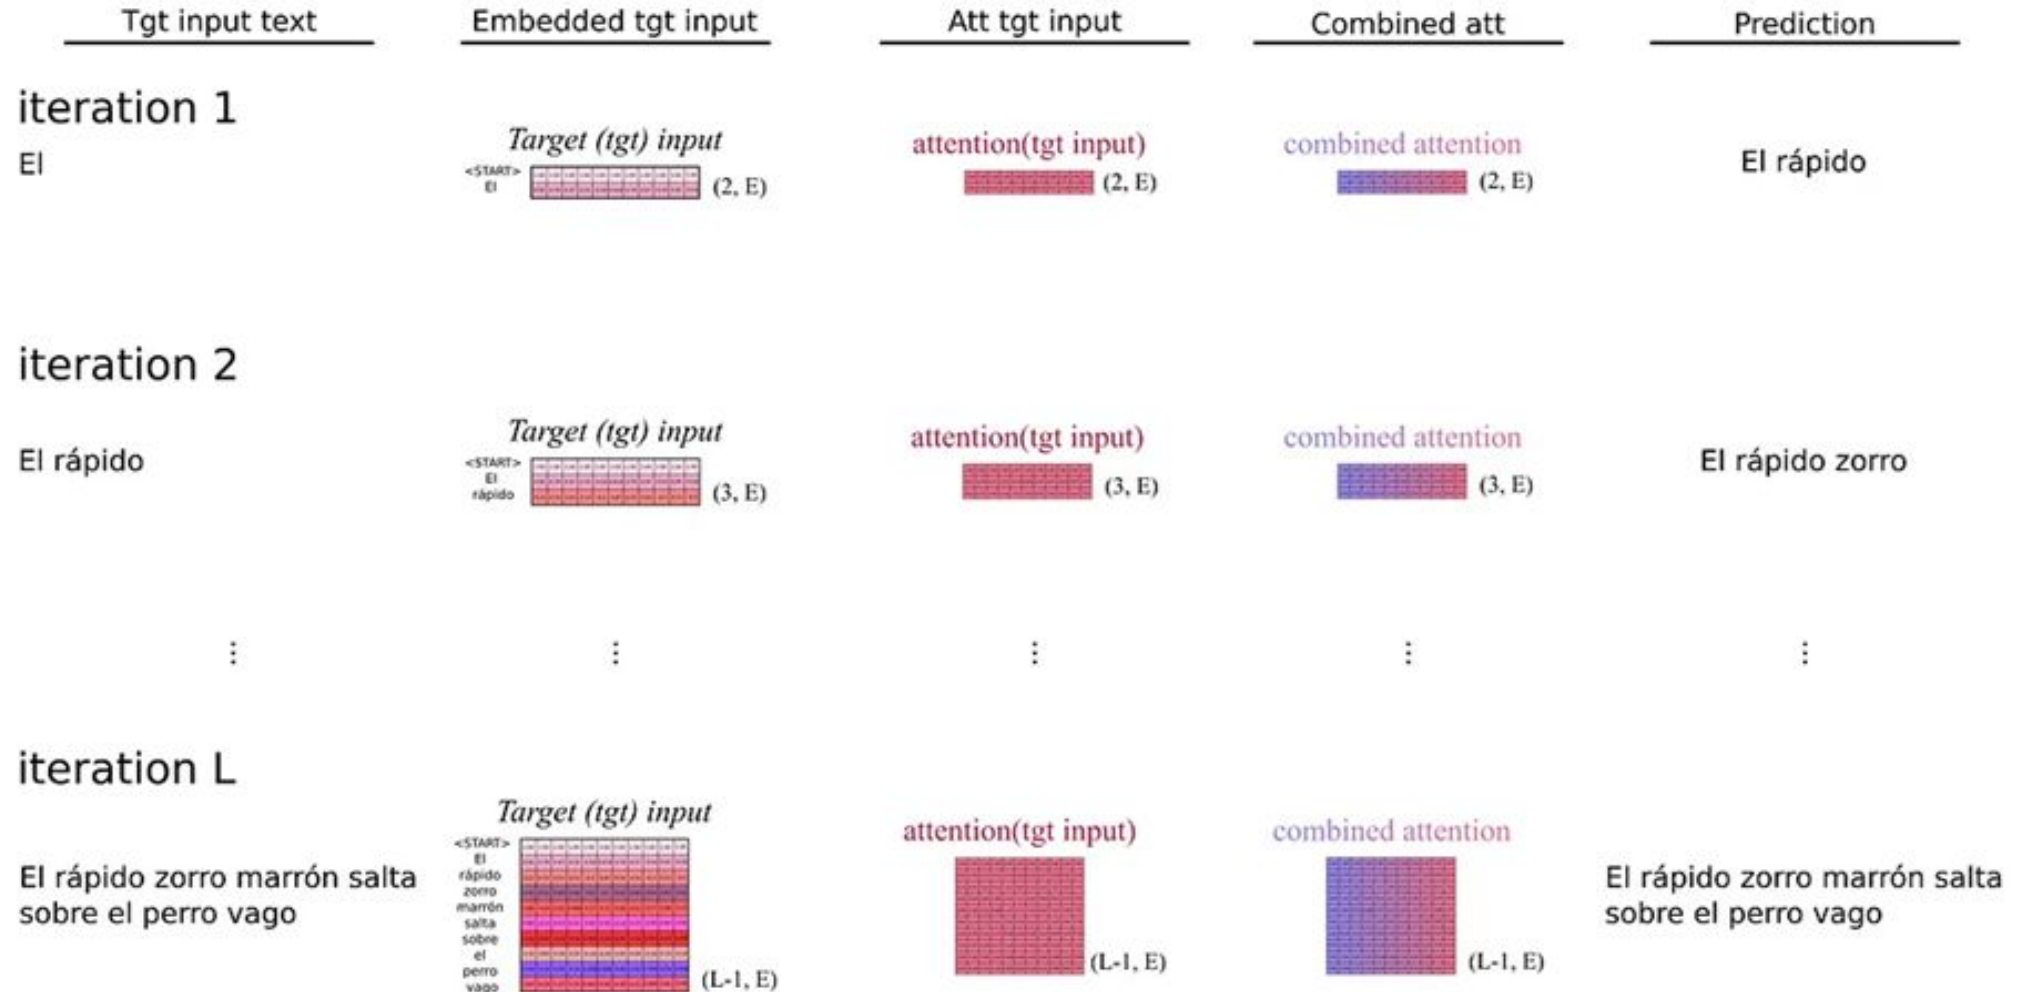 Tgt input text
Embedded tgt input
Att tgt input
Combined att
Prediction
iteration 1
El
Target (tgt) input
<START>
El
(2, E)
attention(tgt input)
(2, E)
combined attention
(2, E)
El rápido
iteration 2
El rápido
Target (tgt) input
<START>
El
rápido
(3, E)
attention(tgt input)
(3, E)
combined attention
(3, E)
El rápido zorro
iteration L
El rápido zorro marrón salta
sobre el perro vago
Target (tgt) input
<START>
El
rápido
zorro
marrón
salta
sobre
el
perro
vago
(L-1, E)
attention(tgt input)
(L-1, E)
combined attention
(L-1, E)
El rápido zorro marrón salta
sobre el perro vago